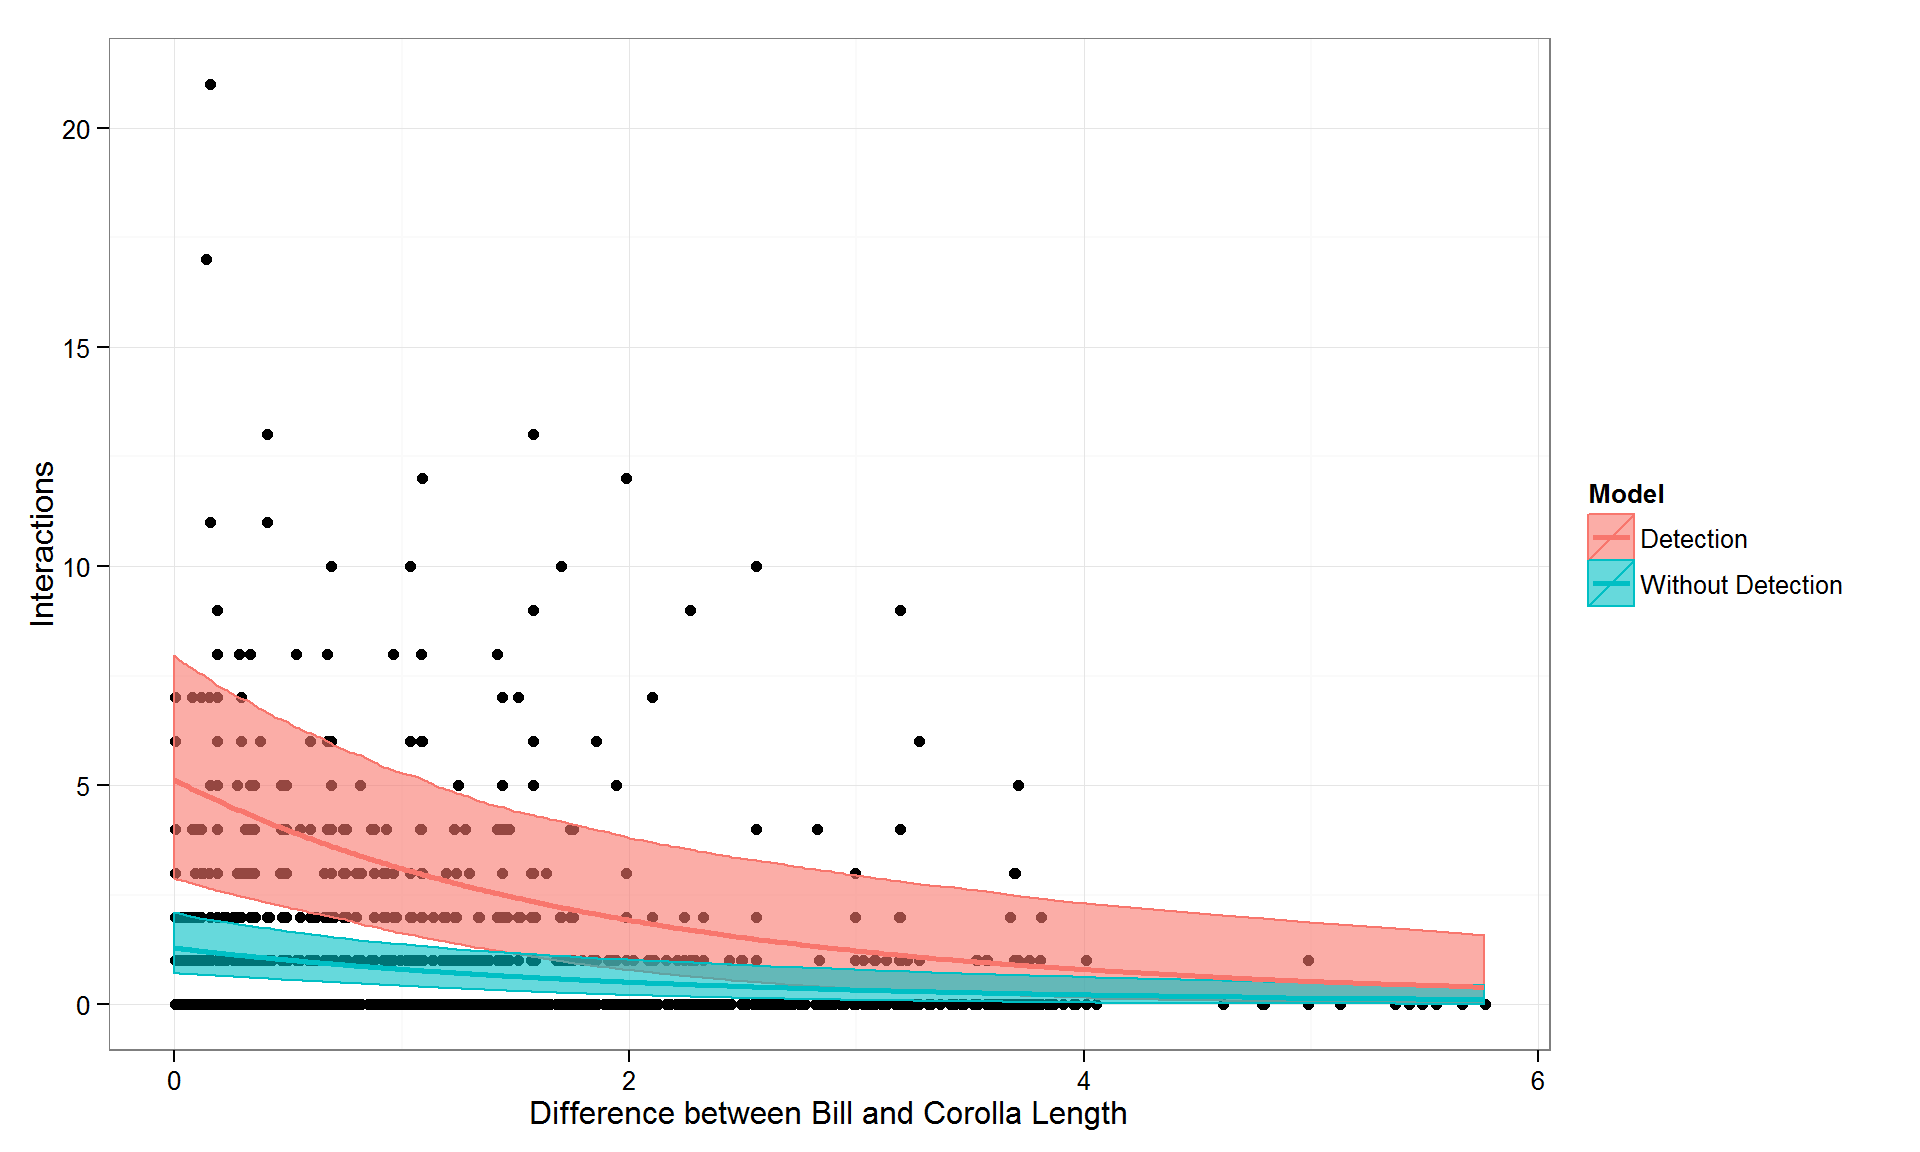 20
15
10
5
0
Interactions
0 2 4 6
Difference between Bill and Corolla Length
Model
Detection
Without Detection